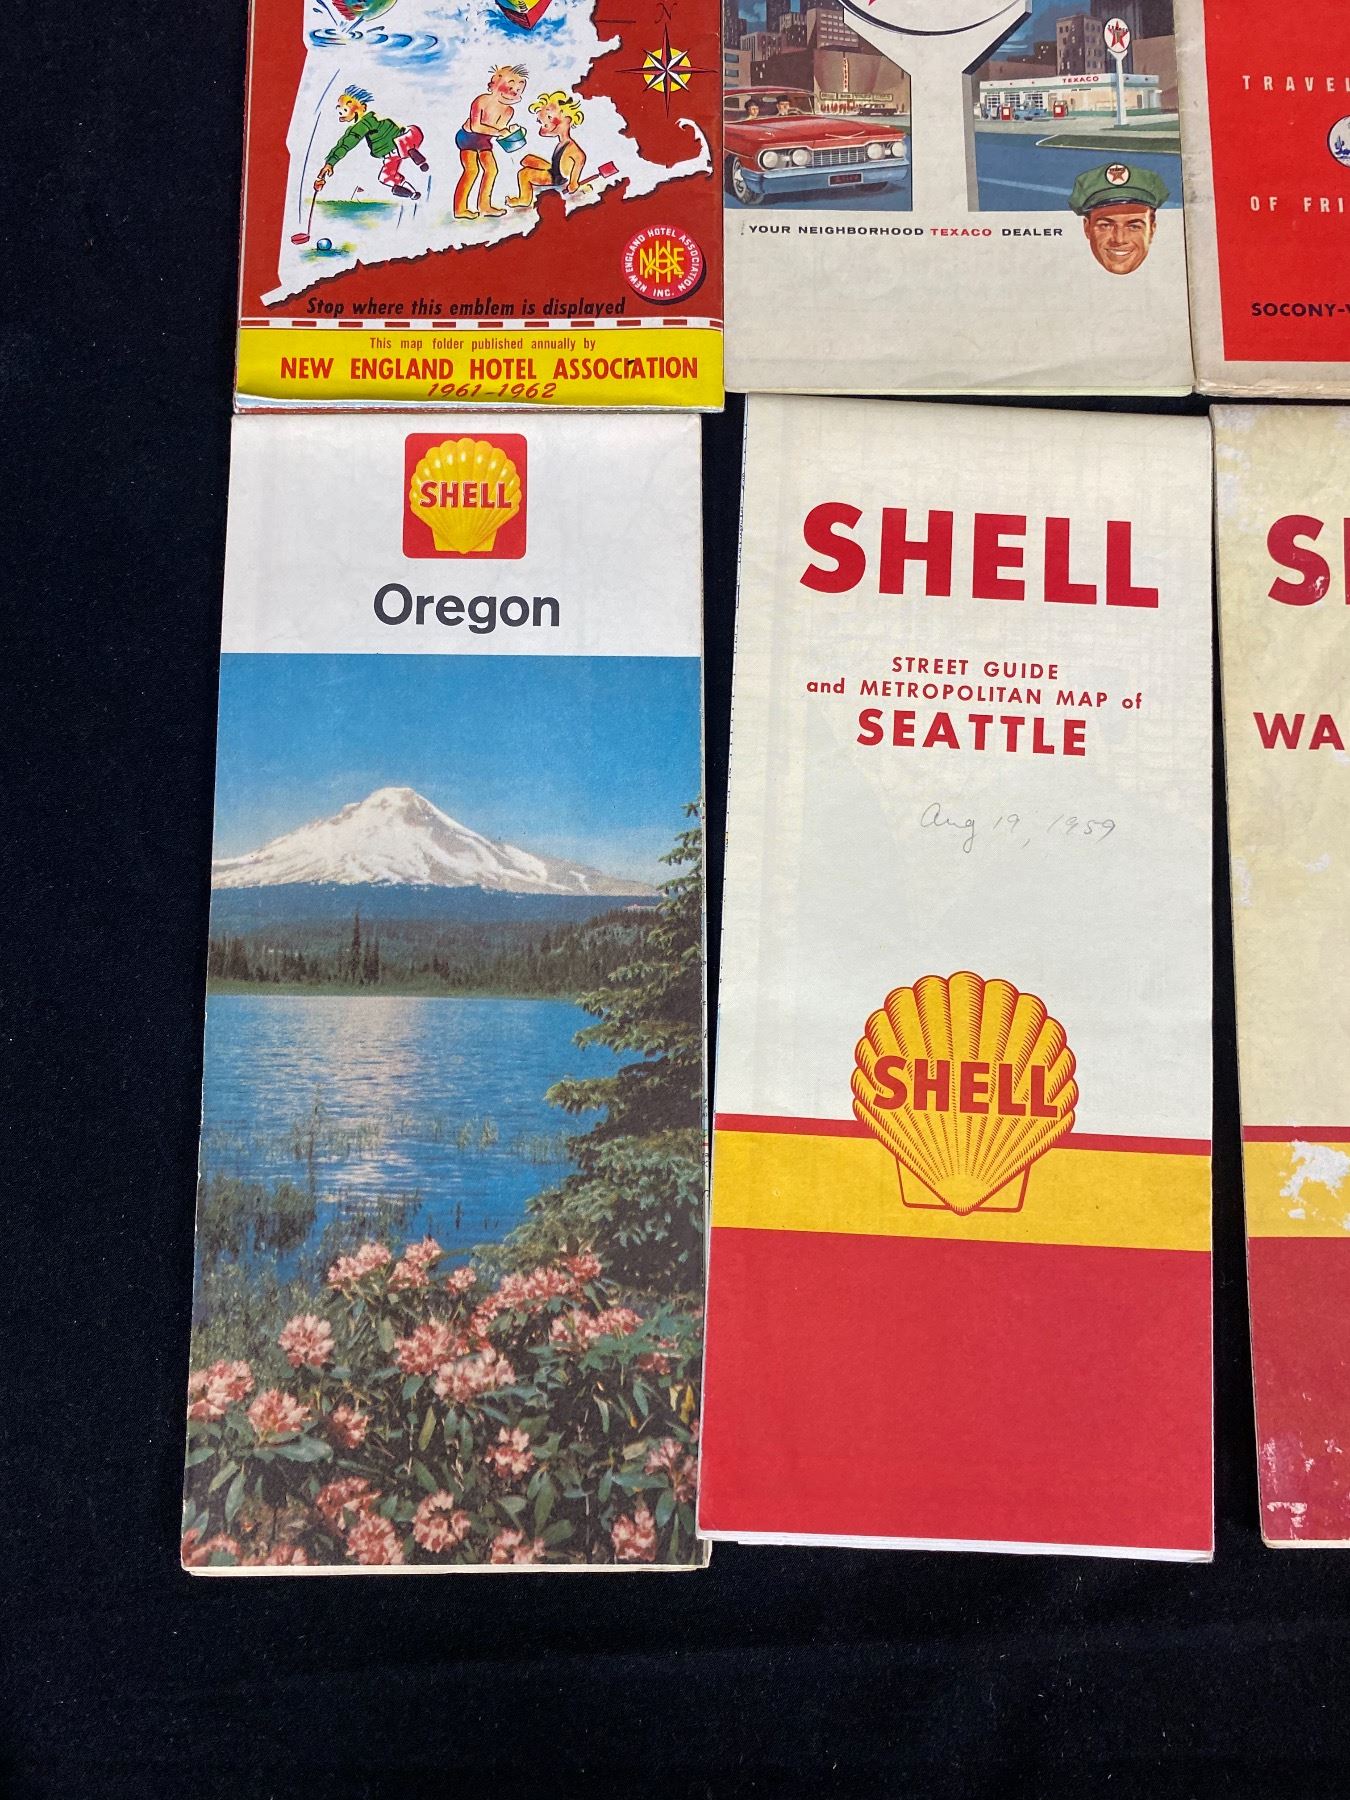 Stop where this emblem is displayed
NEW ENGLAND HOTEL ASSOCIATION INC.
This map folder published annually by
NEW ENGLAND HOTEL ASSOCIATION
1961-1962
TEXACO
YOUR NEIGHBORHOOD TEXACO DEALER
TRAVEL
OF FRI
SOCONY-V
SHELL
Oregon
SHELL
STREET GUIDE
and METROPOLITAN MAP of
SEATTLE
Aug 19, 1959
SHELL
WA